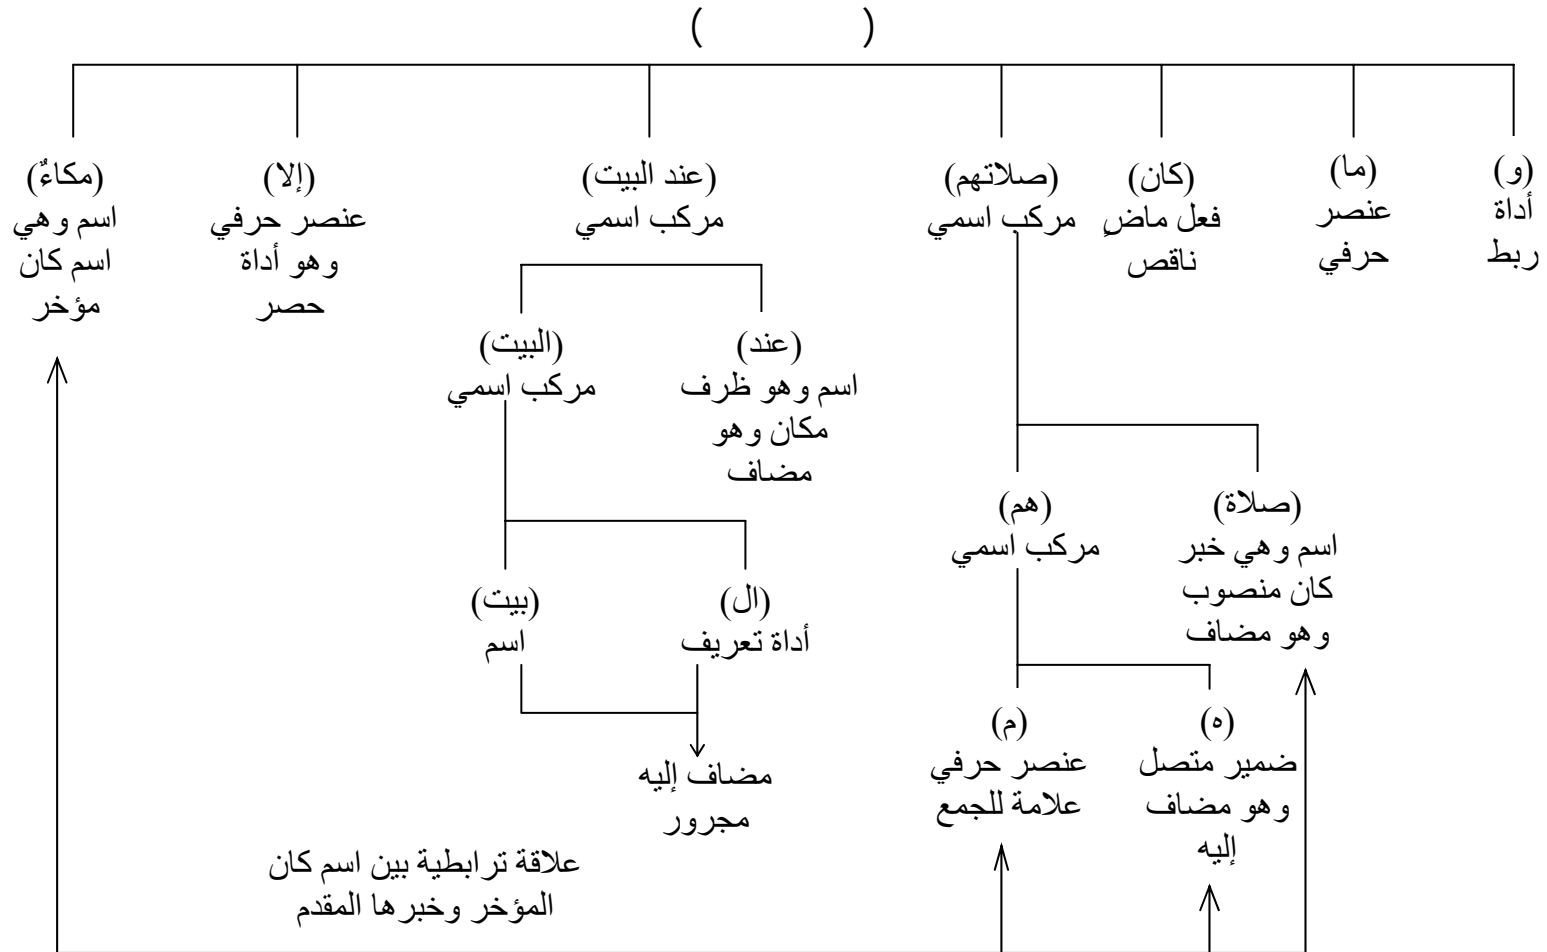 ( )
(و)
أداة
ربط
(ما)
عنصر
حرفي
(كان)
فعل ماضٍ
ناقص
(صلاتهم)
مركب اسمي
(عند البيت)
مركب اسمي
(إلا)
عنصر حرفي
وهو أداة
حصر
(مكاءٌ)
اسم وهي
اسم كان
مؤخر
(عند)
اسم وهو ظرف
مكان وهو
مضاف
(البيت)
مركب اسمي
(صلاة)
اسم وهي خبر
كان منصوب
وهو مضاف
(هم)
مركب اسمي
(ال)
أداة تعريف
(بيت)
اسم
(ه)
ضمير متصل
وهو مضاف
إليه
(م)
عنصر حرفي
علامة للجمع
مضاف إليه
مجرور
علاقة ترابطية بين اسم كان
المؤخر وخبرها المقدم